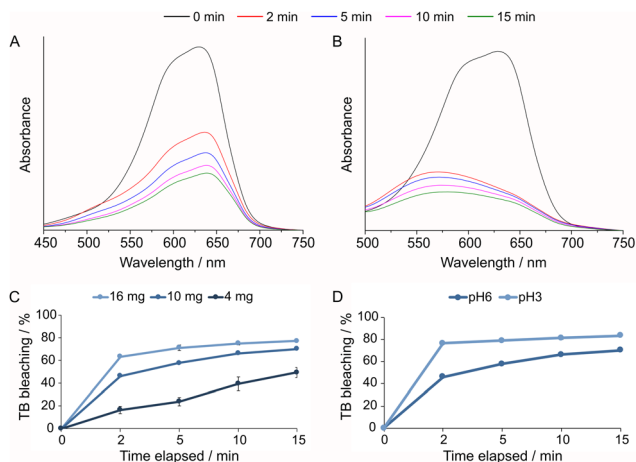 0 min 2 min 5 min 10 min 15 min
A
Absorbance
450 500 550 600 650 700 750
Wavelength / nm
B
Absorbance
500 550 600 650 700 750
Wavelength / nm
C
16 mg 10 mg 4 mg
TB bleaching / %
100
80
60
40
20
0
0 2 5 10 15
Time elapsed / min
D
pH6 pH3
TB bleaching / %
100
80
60
40
20
0
0 2 5 10 15
Time elapsed / min